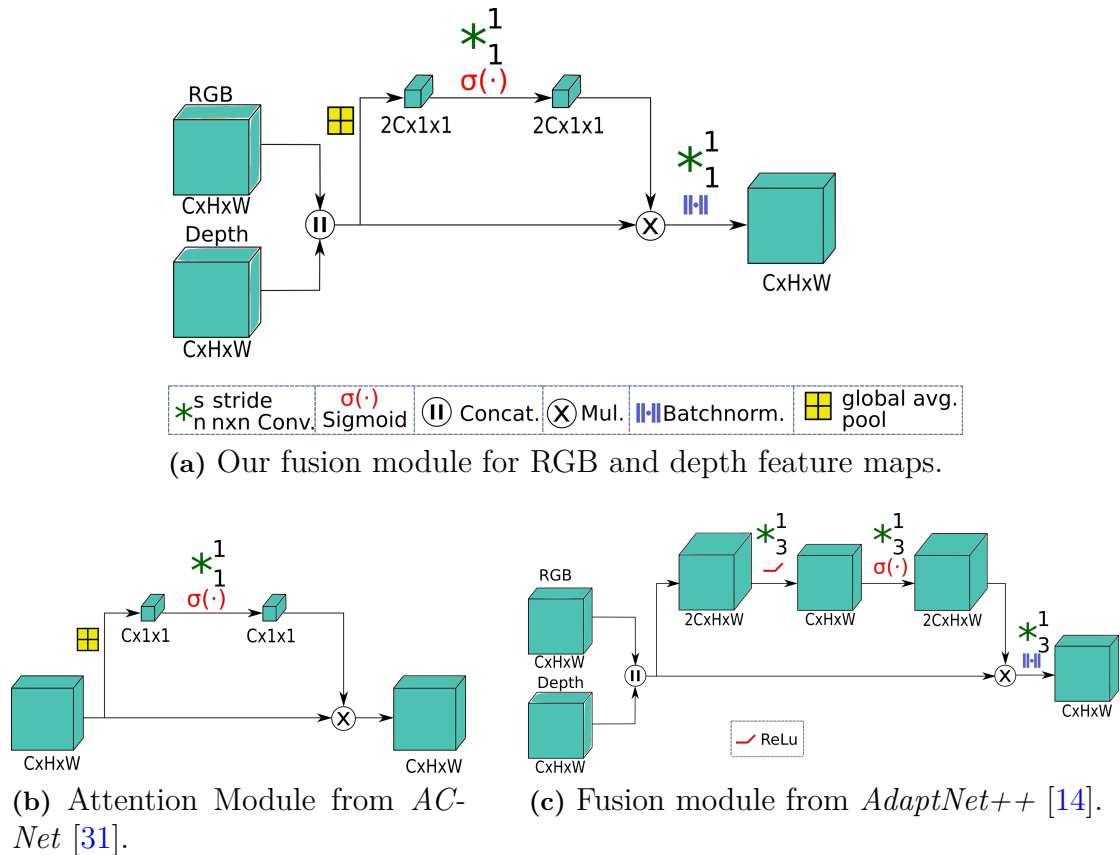 1
*
1
σ(·)
RGB
2Cx1x1
2Cx1x1
1
*
1
CxHxW
Depth
CxHxW
CxHxW
*s stride
n nxn Conv.
σ(·)
Sigmoid
Concat.
X Mul.
Batchnorm.
global avg.
pool
(a) Our fusion module for RGB and depth feature maps.
1
*
1
σ(·)
Cx1x1
Cx1x1
X
CxHxW
CxHxW
(b) Attention Module from AC-
Net [31].
RGB
CxHxW
Depth
CxHxW
1
*
3
1
*
3
σ(·)
2CxHxW
CxHxW
2CxHxW
1
*
3
X
CxHxW
ReLu
(c) Fusion module from AdaptNet++ [14].